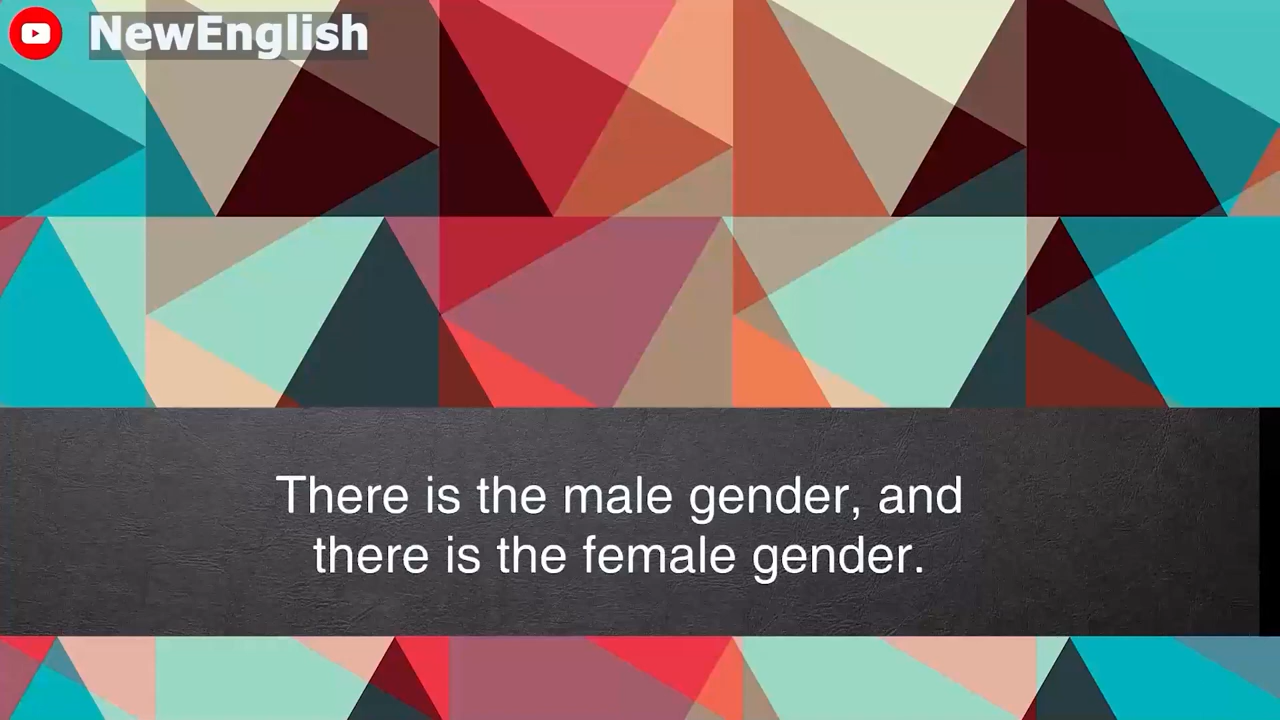 NewEnglish
There is the male gender, and
there is the female gender.